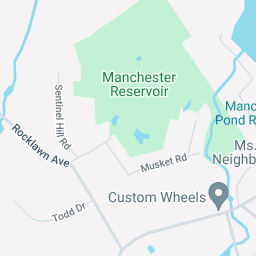 Manchester
Reservoir
Sentinel Hill Rd
Manc
Pond R
Rocklawn Ave
Musket Rd
Ms.
Neighb
Custom Wheels
Todd Dr